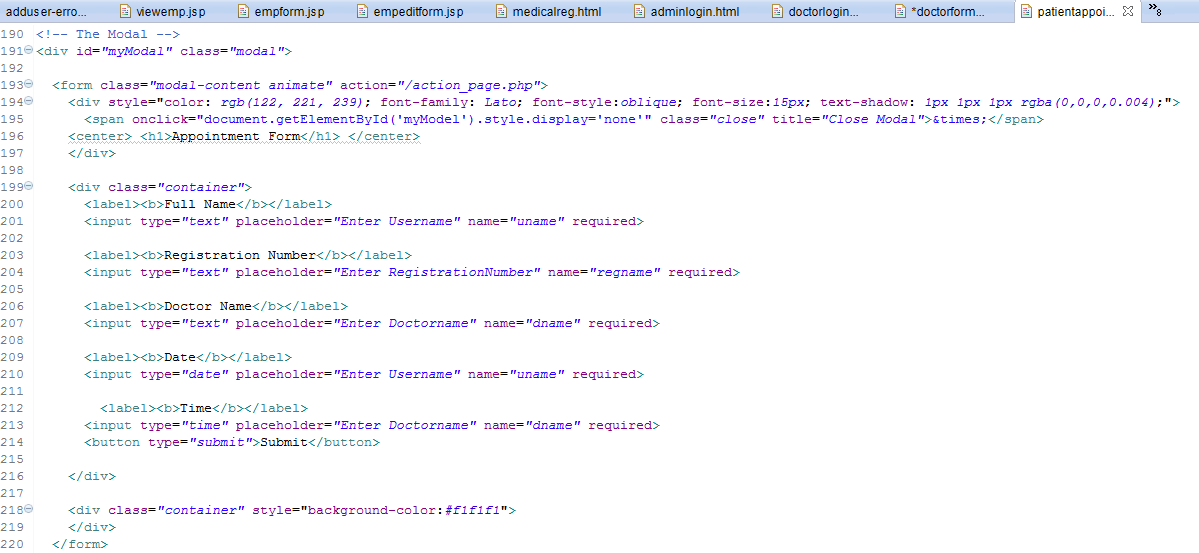 adduser-erro... viewemp.jsp empform.jsp empeditform.jsp medicalreg.html adminlogin.html doctorlogin... *doctorform... patientappoi... »8
190 <!-- The Modal -->
191 <div id="myModal" class="modal">
192
193 <form class="modal-content animate" action="/action_page.php">
194 <div style="color: rgb(122, 221, 239); font-family: Lato; font-style:oblique; font-size:15px; text-shadow: 1px 1px 1px rgba(0,0,0,0.004);">
195 <span onclick="document.getElementById('myModel').style.display='none'" class="close" title="Close Modal">&times;</span>
196 <center> <h1>Appointment Form</h1> </center>
197 </div>
198
199 <div class="container">
200 <label><b>Full Name</b></label>
201 <input type="text" placeholder="Enter Username" name="uname" required>
202
203 <label><b>Registration Number</b></label>
204 <input type="text" placeholder="Enter RegistrationNumber" name="regname" required>
205
206 <label><b>Doctor Name</b></label>
207 <input type="text" placeholder="Enter Doctorname" name="dname" required>
208
209 <label><b>Date</b></label>
210 <input type="date" placeholder="Enter Username" name="uname" required>
211
212 <label><b>Time</b></label>
213 <input type="time" placeholder="Enter Doctorname" name="dname" required>
214 <button type="submit">Submit</button>
215
216 </div>
217
218 <div class="container" style="background-color:#f1f1f1">
219 </div>
220 </form>